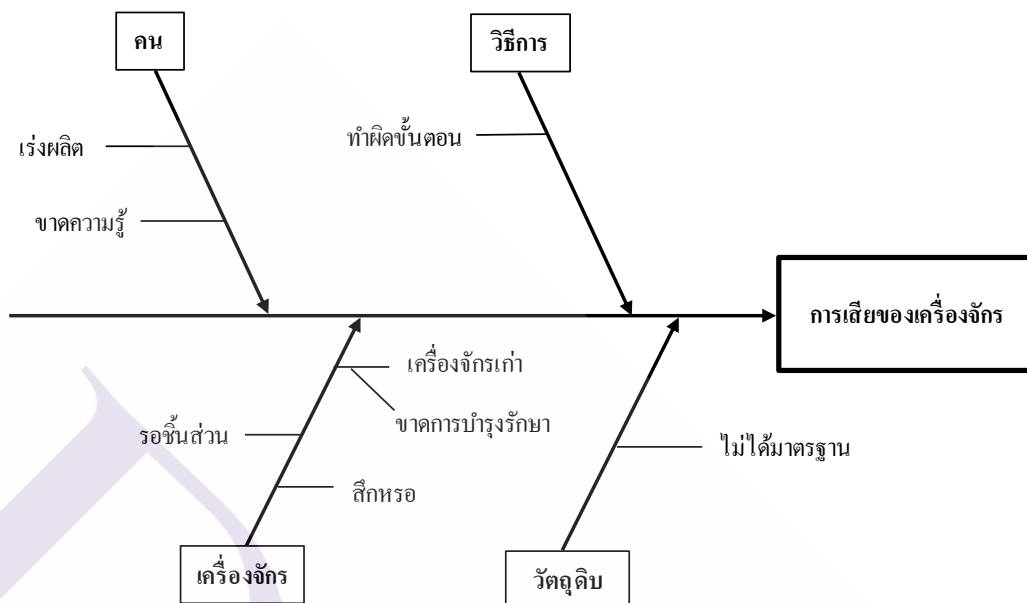 คน
วิธีการ
เร่งผลิต
ทำผิดขั้นตอน
ขาดความรู้
การเสียของเครื่องจักร
เครื่องจักรเก่า
ขาดการบำรุงรักษา
รอชิ้นส่วน
ไม่ได้มาตรฐาน
สึกหรอ
เครื่องจักร
วัตถุดิบ